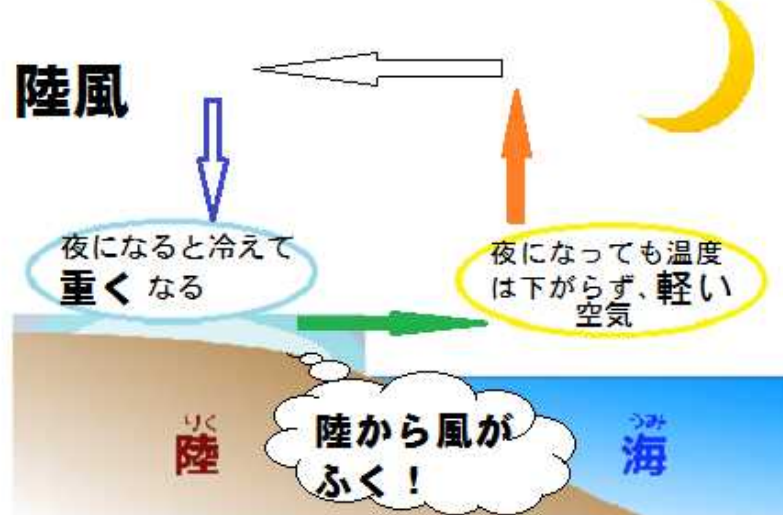 陸風
夜になると冷えて
重くなる
夜になっても温度
は下がらず、軽い
空気
りく
陸
陸から風が
ふく！
うみ
海